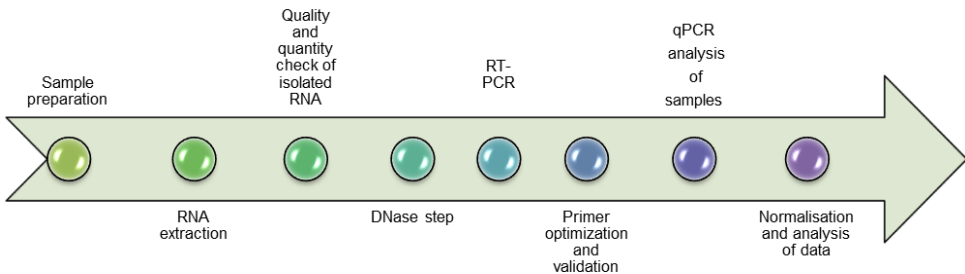 Sample
preparation
RNA
extraction
Quality
and
quantity
check of
isolated
RNA
DNase step
RT-
PCR
Primer
optimization
and
validation
qPCR
analysis
of
samples
Normalisation
and analysis
of data